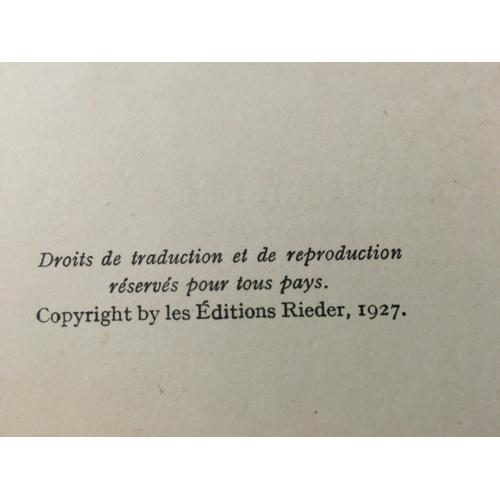 Droits de traduction et de reproduction
réservés pour tous pays.
Copyright by les Éditions Rieder, 1927.